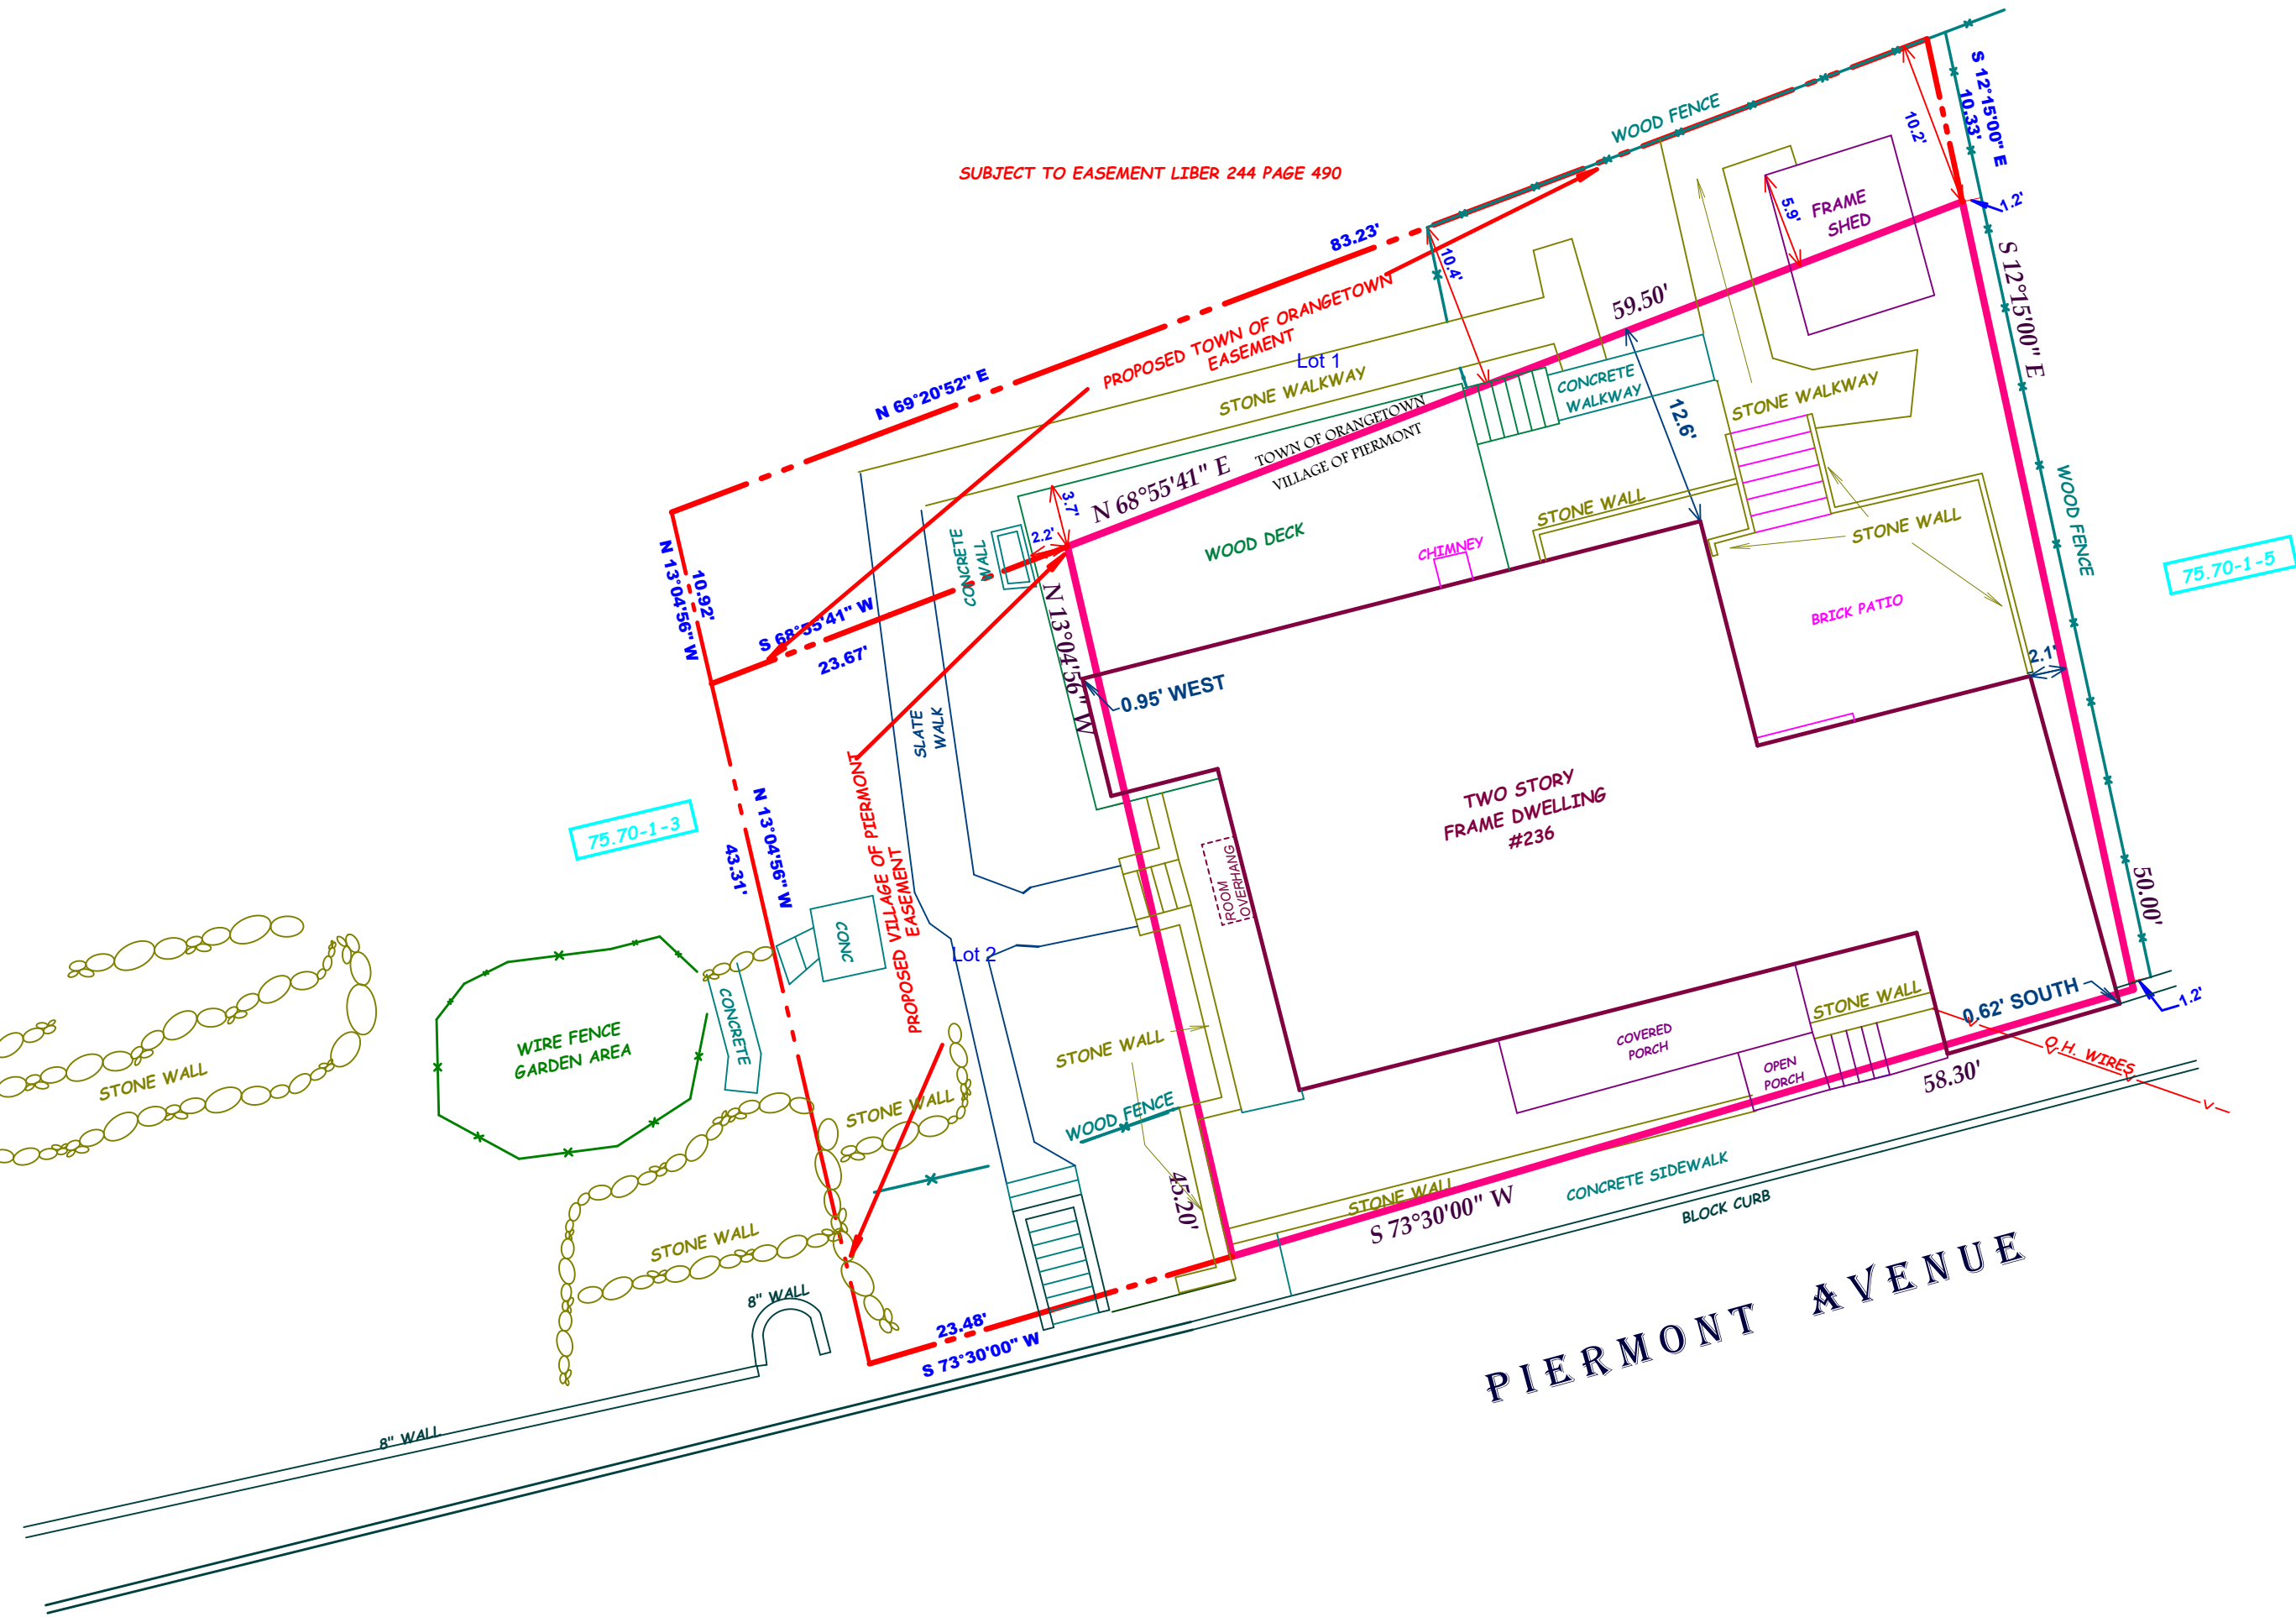 S 12°15'00" E
10.33'
WOOD FENCE
10.2'
SUBJECT TO EASEMENT LIBER 244 PAGE 490
FRAME
SHED
5.9'
1.2'
83.23'
10.4'
S 12°15'00" E
PROPOSED TOWN OF ORANGETOWN
EASEMENT
59.50'
Lot 1
N 69°20'52" E
STONE WALKWAY
CONCRETE
WALKWAY
STONE WALKWAY
12.6'
TOWN OF ORANGETOWN
VILLAGE OF PIERMONT
N 68°55'41" E
3.7'
2.2'
CONCRETE
WALL
STONE WALL
STONE WALL
WOOD FENCE
75.70-1-5
WOOD DECK
CHIMNEY
N 13°04'56" W
10.92'
S 68°55'41" W
23.67'
BRICK PATIO
2.1'
N 13°04'56" W
0.95' WEST
SLATE
WALK
PROPOSED VILLAGE OF PIERMONT
EASEMENT
TWO STORY
FRAME DWELLING
#236
75.70-1-3
N 13°04'56" W
43.31'
ROOM
OVERHANG
50.00'
CONC
Lot 2
CONCRETE
WIRE FENCE
GARDEN AREA
STONE WALL
STONE WALL
STONE WALL
0.62' SOUTH
1.2'
COVERED
PORCH
OPEN
PORCH
O.H. WIRES
58.30'
STONE WALL
WOOD FENCE
45.20'
STONE WALL
S 73°30'00" W
CONCRETE SIDEWALK
BLOCK CURB
STONE WALL
8" WALL
23.48'
S 73°30'00" W
PIERMONT AVENUE
8" WALL